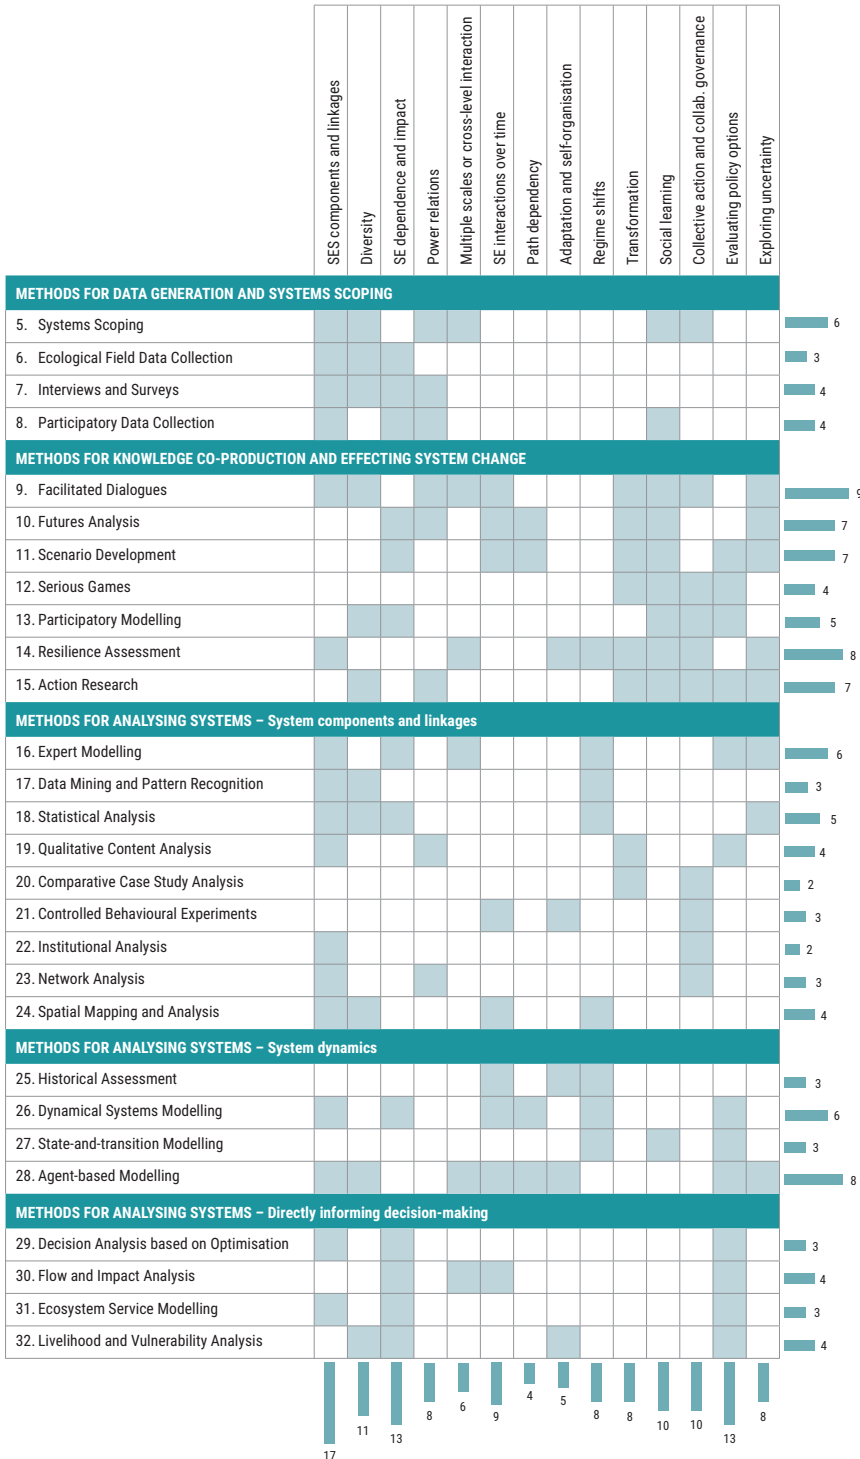 SES components and linkages
Diversity
SE dependence and impact
Power relations
Multiple scales or cross-level interaction
SE interactions over time
Path dependency
Adaptation and self-organisation
Regime shifts
Transformation
Social learning
Collective action and collab. governance
Evaluating policy options
Exploring uncertainty
METHODS FOR DATA GENERATION AND SYSTEMS SCOPING
5. Systems Scoping 6
6. Ecological Field Data Collection 3
7. Interviews and Surveys 4
8. Participatory Data Collection 4
METHODS FOR KNOWLEDGE CO-PRODUCTION AND EFFECTING SYSTEM CHANGE
9. Facilitated Dialogues 9
10. Futures Analysis 7
11. Scenario Development 7
12. Serious Games 4
13. Participatory Modelling 5
14. Resilience Assessment 8
15. Action Research 7
METHODS FOR ANALYSING SYSTEMS – System components and linkages
16. Expert Modelling 6
17. Data Mining and Pattern Recognition 3
18. Statistical Analysis 5
19. Qualitative Content Analysis 4
20. Comparative Case Study Analysis 2
21. Controlled Behavioural Experiments 3
22. Institutional Analysis 2
23. Network Analysis 3
24. Spatial Mapping and Analysis 4
METHODS FOR ANALYSING SYSTEMS – System dynamics
25. Historical Assessment 3
26. Dynamical Systems Modelling 6
27. State-and-transition Modelling 3
28. Agent-based Modelling 8
METHODS FOR ANALYSING SYSTEMS – Directly informing decision-making
29. Decision Analysis based on Optimisation 3
30. Flow and Impact Analysis 4
31. Ecosystem Service Modelling 3
32. Livelihood and Vulnerability Analysis 4
17 11 13 8 6 9 4 5 8 8 10 10 13 8